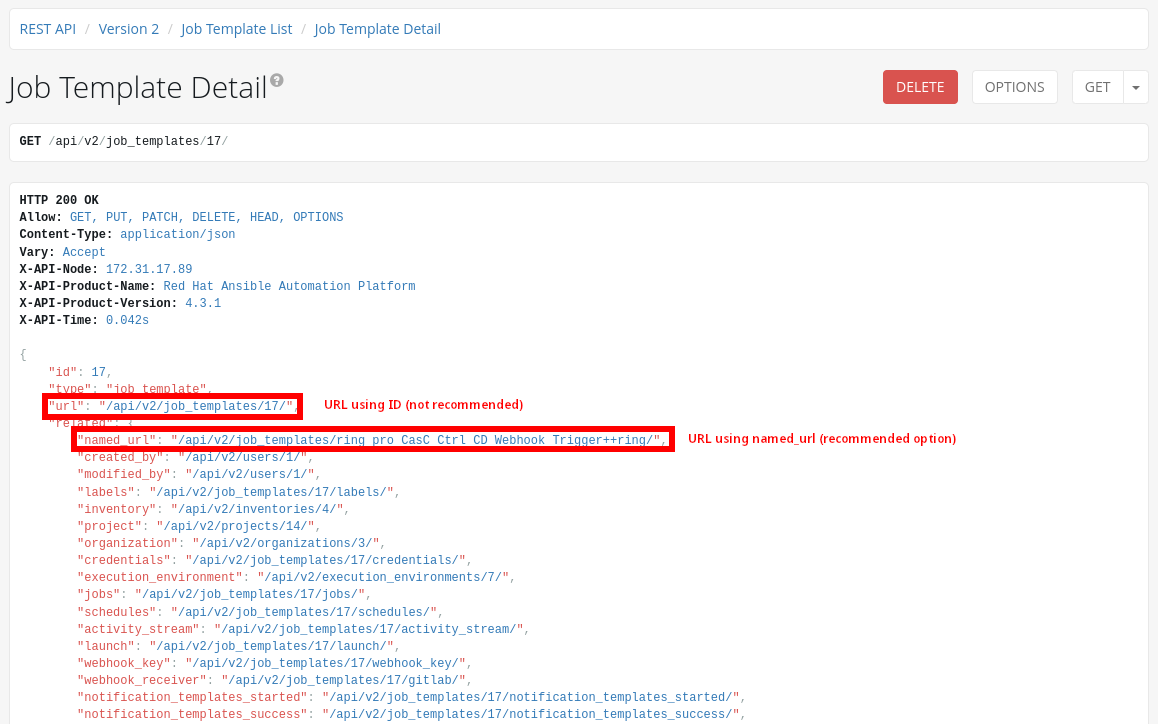 REST API / Version 2 / Job Template List / Job Template Detail
Job Template Detail ?
DELETE OPTIONS GET
GET /api/v2/job_templates/17/
HTTP 200 OK
Allow: GET, PUT, PATCH, DELETE, HEAD, OPTIONS
Content-Type: application/json
Vary: Accept
X-API-Node: 172.31.17.89
X-API-Product-Name: Red Hat Ansible Automation Platform
X-API-Product-Version: 4.3.1
X-API-Time: 0.042s
{
"id": 17,
"type": "job_template",
"url": "/api/v2/job_templates/17/", URL using ID (not recommended)
"related": {
"named_url": "/api/v2/job_templates/ring pro CasC Ctrl CD Webhook Trigger++ring/", URL using named_url (recommended option)
"created_by": "/api/v2/users/1/",
"modified_by": "/api/v2/users/1/",
"labels": "/api/v2/job_templates/17/labels/",
"inventory": "/api/v2/inventories/4/",
"project": "/api/v2/projects/14/",
"organization": "/api/v2/organizations/3/",
"credentials": "/api/v2/job_templates/17/credentials/",
"execution_environment": "/api/v2/execution_environments/7/",
"jobs": "/api/v2/job_templates/17/jobs/",
"schedules": "/api/v2/job_templates/17/schedules/",
"activity_stream": "/api/v2/job_templates/17/activity_stream/",
"launch": "/api/v2/job_templates/17/launch/",
"webhook_key": "/api/v2/job_templates/17/webhook_key/",
"webhook_receiver": "/api/v2/job_templates/17/gitlab/",
"notification_templates_started": "/api/v2/job_templates/17/notification_templates_started/",
"notification_templates_success": "/api/v2/job_templates/17/notification_templates_success/",